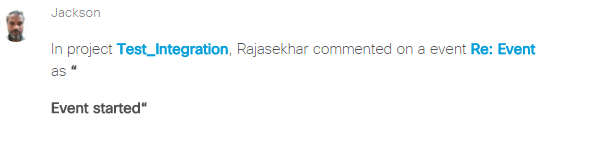 Jackson
In project Test_Integration, Rajasekhar commented on a event Re: Event
as “
Event started“